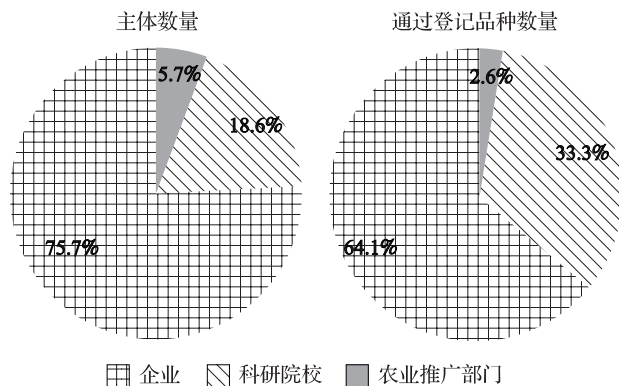 主体数量
通过登记品种数量
5.7%
18.6%
75.7%
2.6%
33.3%
64.1%
企业 科研院校 农业推广部门